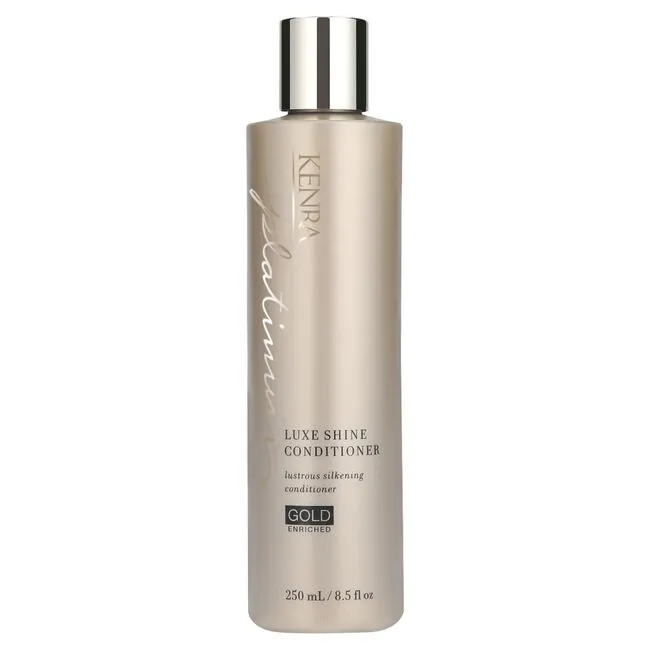 KENRA
platinum
LUXE SHINE
CONDITIONER
lustrous silkening
conditioner
GOLD
ENRICHED
250 mL / 8.5 fl oz